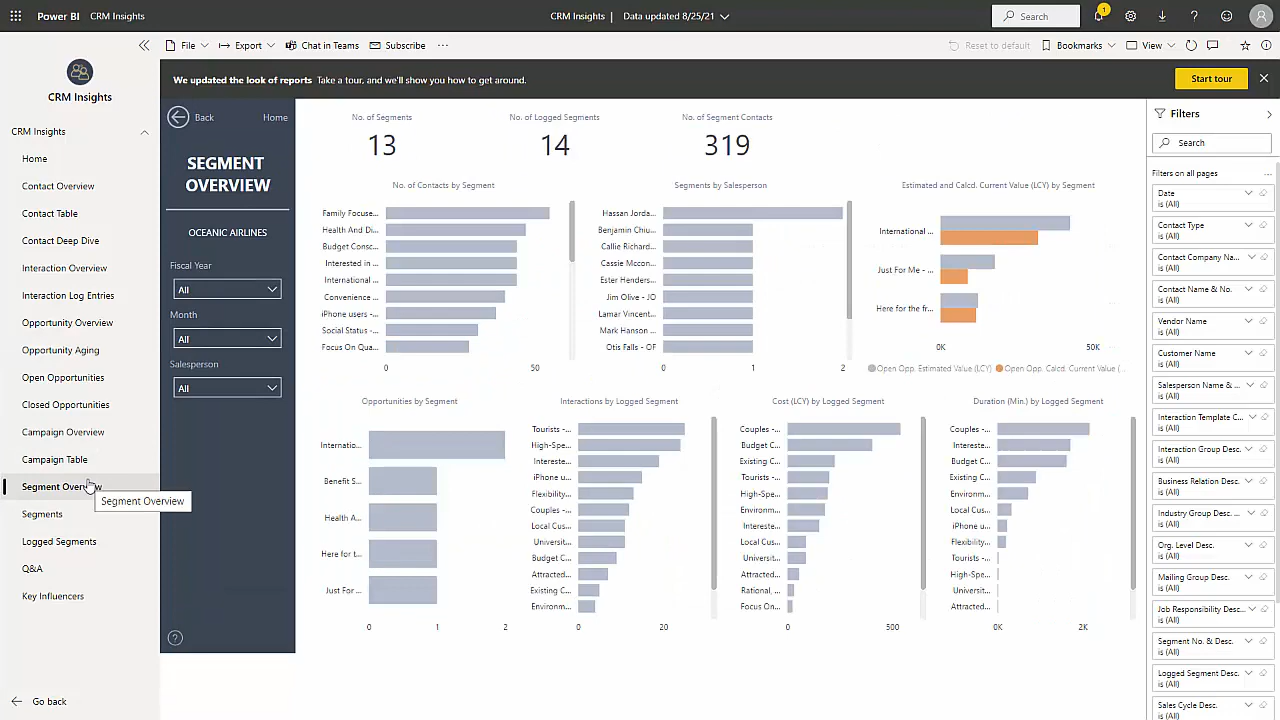 Power BI CRM Insights
CRM Insights | Data updated 8/25/21
Search
1
File Export Chat in Teams Subscribe ...
Reset to default Bookmarks View
We updated the look of reports Take a tour, and we'll show you how to get around.
Start tour
CRM Insights
CRM Insights
Home
Contact Overview
Contact Table
Contact Deep Dive
Interaction Overview
Interaction Log Entries
Opportunity Overview
Opportunity Aging
Open Opportunities
Closed Opportunities
Campaign Overview
Campaign Table
Segment Overview
Segment Overview
Segments
Logged Segments
Q&A
Key Influencers
Go back
Back Home
SEGMENT
OVERVIEW
OCEANIC AIRLINES
Fiscal Year
All
Month
All
Salesperson
All
?
No. of Segments
13
No. of Logged Segments
14
No. of Segment Contacts
319
No. of Contacts by Segment
Family Focuse...
Health And Di...
Budget Consc...
Interested in ...
International ...
Convenience ...
iPhone users -...
Social Status -...
Focus On Qua...
0 50
Segments by Salesperson
Hassan Jorda...
Benjamin Chiu...
Callie Richard...
Cassie Mccon...
Ester Henders...
Jim Olive - JO
Lamar Vincent...
Mark Hanson ...
Otis Falls - OF
0 1 2
Estimated and Calcd. Current Value (LCY) by Segment
International ...
Just For Me - ...
Here for the fr...
0K 50K
Open Opp. Estimated Value (LCY) Open Opp. Calcd. Current Value (...
Opportunities by Segment
Internatio...
Benefit S...
Health A...
Here for t...
Just For ...
0 1 2
Interactions by Logged Segment
Tourists -...
High-Spe...
Intereste...
iPhone u...
Flexibility...
Couples -...
Local Cus...
Universit...
Budget C...
Attracted...
Existing C...
Environm...
0 20
Cost (LCY) by Logged Segment
Couples -...
Budget C...
Existing C...
Tourists -...
High-Spe...
Environm...
Intereste...
Local Cus...
Universit...
Attracted...
Rational, ...
Focus On...
0 500
Duration (Min.) by Logged Segment
Couples -...
Intereste...
Budget C...
Existing C...
Environm...
Local Cus...
iPhone u...
Flexibility...
Tourists -...
High-Spe...
Universit...
Attracted...
0K 2K
Filters
Search
Filters on all pages ...
Date
is (All)
Contact Type
is (All)
Contact Company Na...
is (All)
Contact Name & No.
is (All)
Vendor Name
is (All)
Customer Name
is (All)
Salesperson Name & ...
is (All)
Interaction Template C...
is (All)
Interaction Group Desc.
is (All)
Business Relation Desc.
is (All)
Industry Group Desc. ...
is (All)
Org. Level Desc.
is (All)
Mailing Group Desc.
is (All)
Job Responsibility Desc...
is (All)
Segment No. & Desc.
is (All)
Logged Segment Desc.
is (All)
Sales Cycle Desc.
is (All)